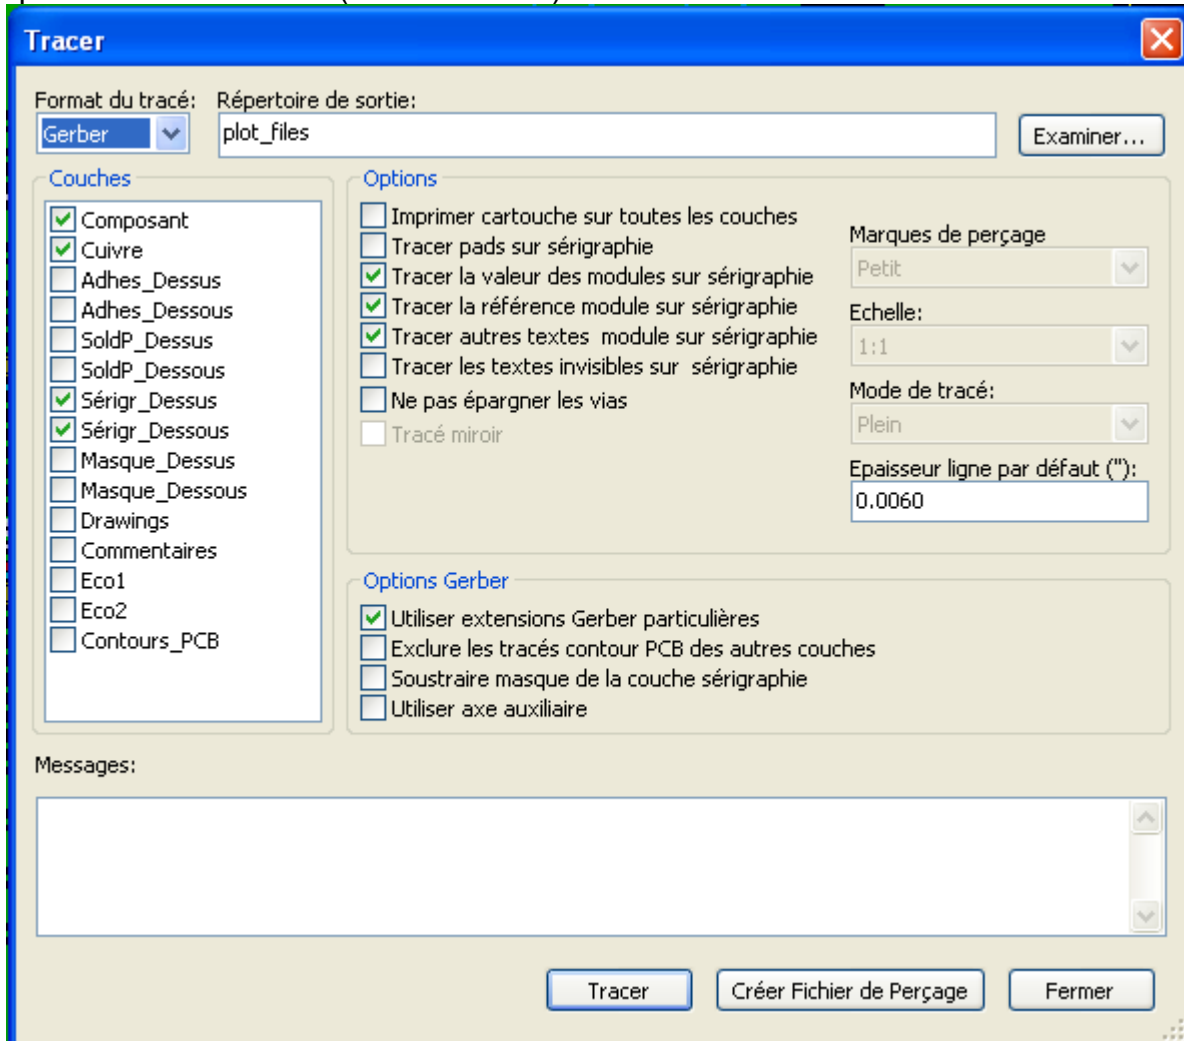 Tracer
Format du tracé:
Répertoire de sortie:
Gerber
plot_files
Examiner...
Couches
Composant
Cuivre
Adhes_Dessus
Adhes_Dessous
SoldP_Dessus
SoldP_Dessous
Sérigr_Dessus
Sérigr_Dessous
Masque_Dessus
Masque_Dessous
Drawings
Commentaires
Eco1
Eco2
Contours_PCB
Options
Imprimer cartouche sur toutes les couches
Tracer pads sur sérigraphie
Tracer la valeur des modules sur sérigraphie
Tracer la référence module sur sérigraphie
Tracer autres textes  module sur sérigraphie
Tracer les textes invisibles sur  sérigraphie
Ne pas épargner les vias
Tracé miroir
Marques de perçage
Petit
Echelle:
1:1
Mode de tracé:
Plein
Epaisseur ligne par défaut ("):
0.0060
Options Gerber
Utiliser extensions Gerber particulières
Exclure les tracés contour PCB des autres couches
Soustraire masque de la couche sérigraphie
Utiliser axe auxiliaire
Messages:
Tracer
Créer Fichier de Perçage
Fermer